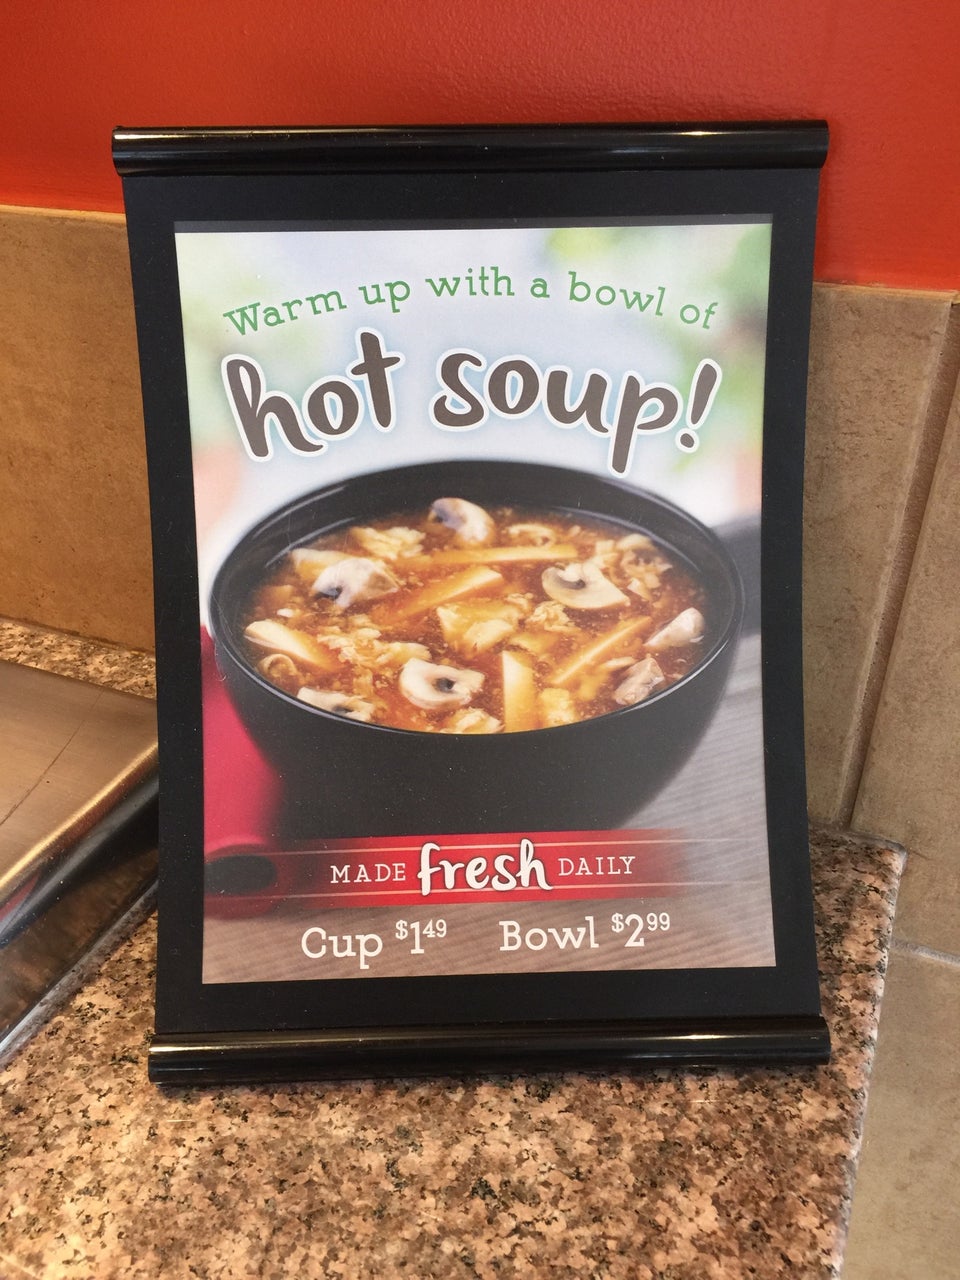 Warm up with a bowl of
hot soup!
MADE fresh DAILY
Cup $1.49 Bowl $2.99